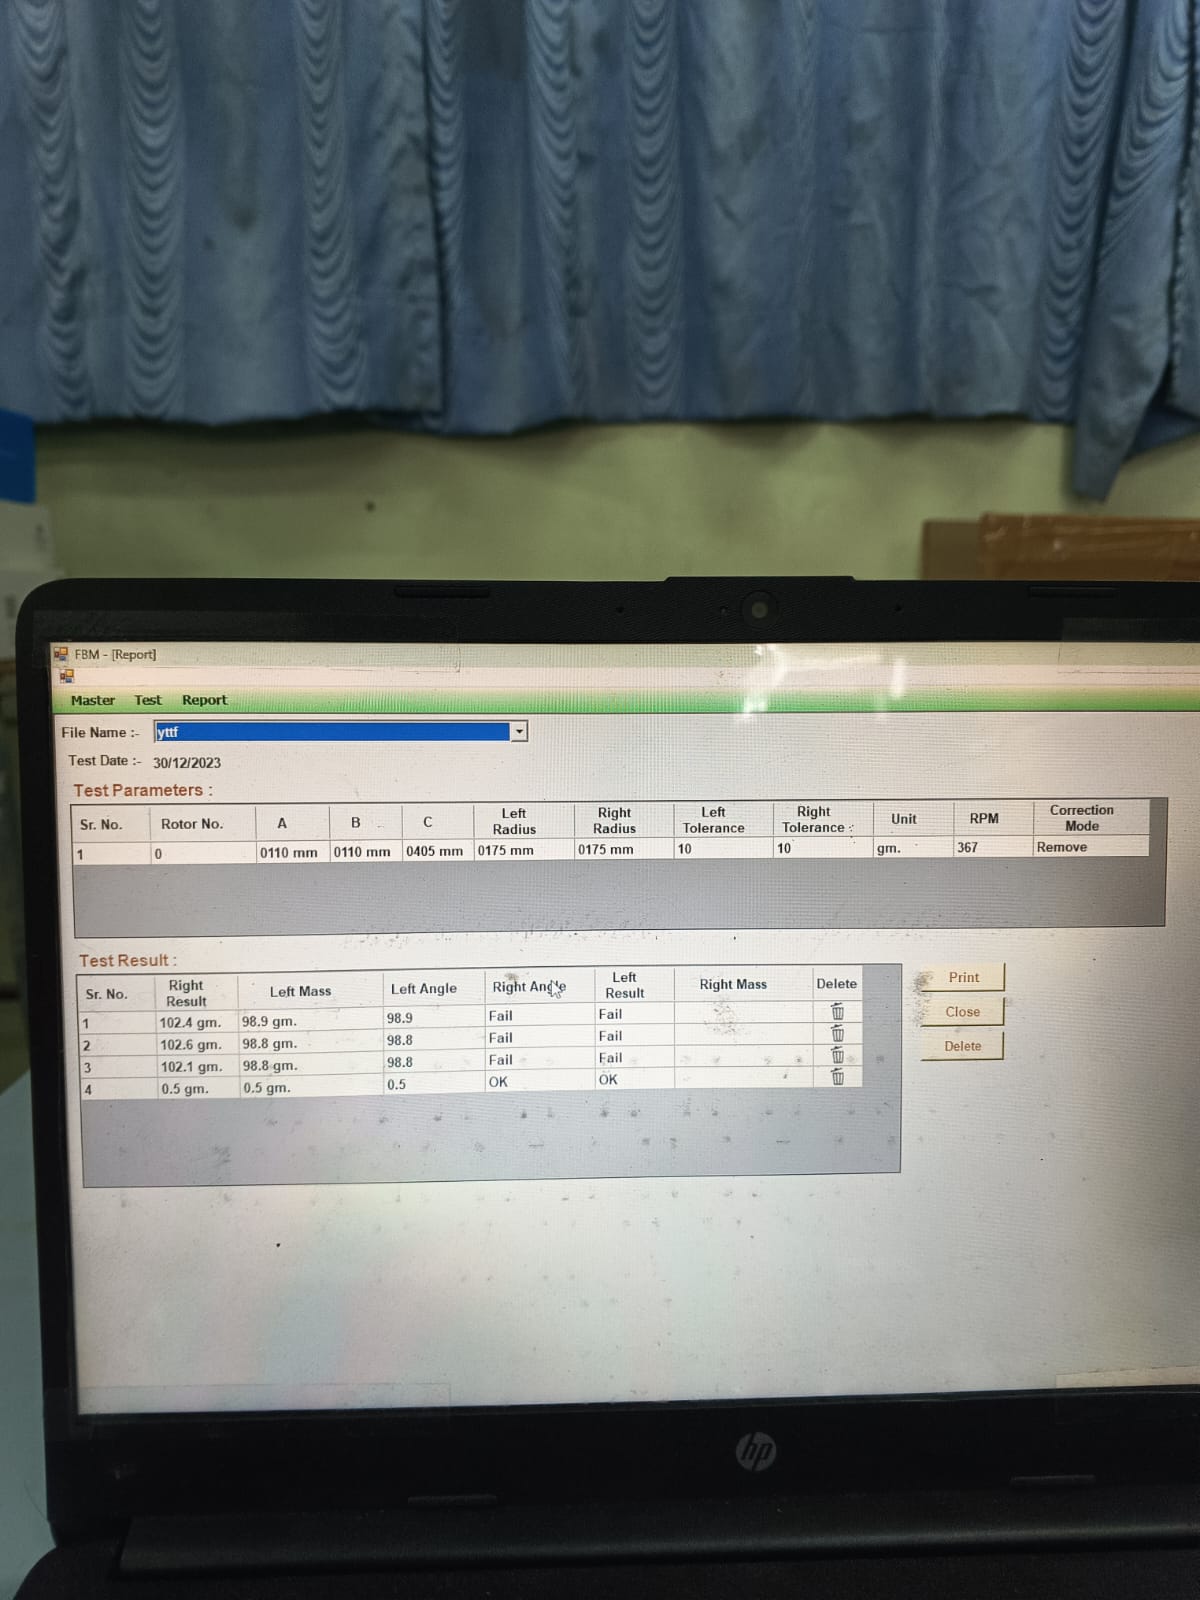 FBM - [Report]
Master Test Report
File Name :- yttf
Test Date :- 30/12/2023
Test Parameters :
Sr. No. Rotor No. A B C Left Radius Right Radius Left Tolerance Right Tolerance : Unit RPM Correction Mode
1 0 0110 mm 0110 mm 0405 mm 0175 mm 0175 mm 10 10 gm. 367 Remove
Test Result :
Sr. No. Right Result Left Mass Left Angle Right Angle Left Result Right Mass Delete
1 102.4 gm. 98.9 gm. 98.9 Fail Fail
2 102.6 gm. 98.8 gm. 98.8 Fail Fail
3 102.1 gm. 98.8 gm. 98.8 Fail Fail
4 0.5 gm. 0.5 gm. 0.5 OK OK
Print
Close
Delete
hp